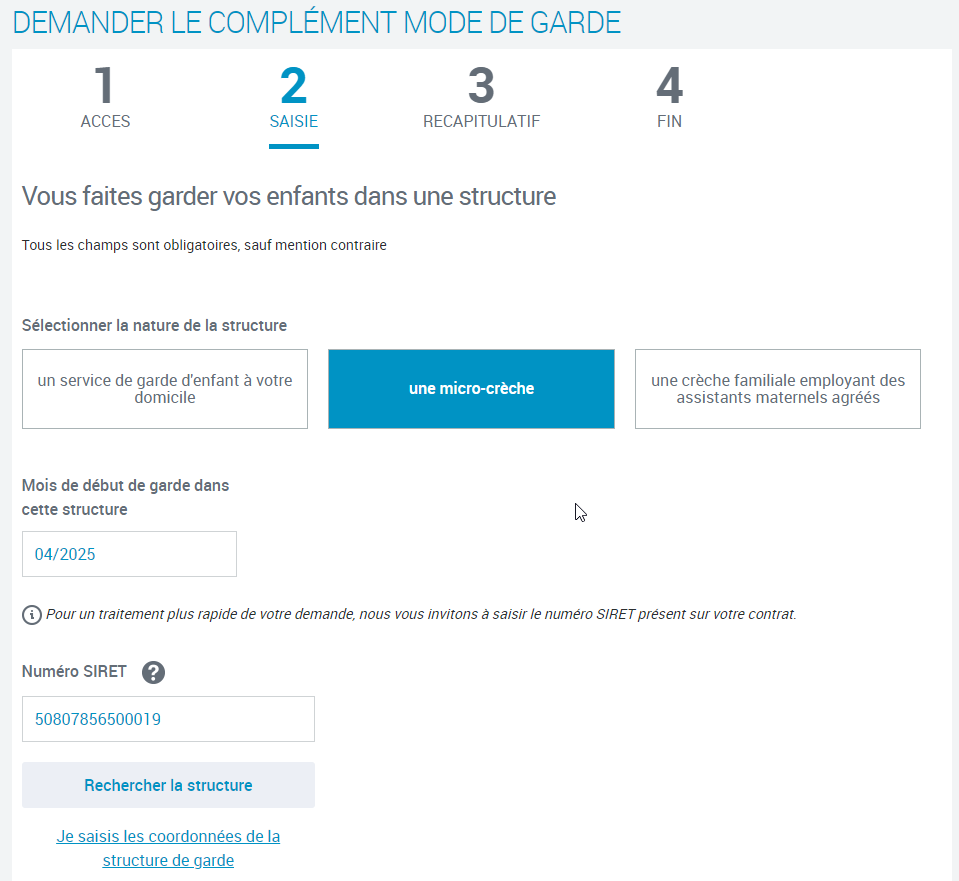 DEMANDER LE COMPLÉMENT MODE DE GARDE
1
ACCES
2
SAISIE
3
RECAPITULATIF
4
FIN
Vous faites garder vos enfants dans une structure
Tous les champs sont obligatoires, sauf mention contraire
Sélectionner la nature de la structure
un service de garde d'enfant à votre
domicile
une micro-crèche
une crèche familiale employant des
assistants maternels agréés
Mois de début de garde dans
cette structure
04/2025
i Pour un traitement plus rapide de votre demande, nous vous invitons à saisir le numéro SIRET présent sur votre contrat.
Numéro SIRET ?
50807856500019
Rechercher la structure
Je saisis les coordonnées de la
structure de garde